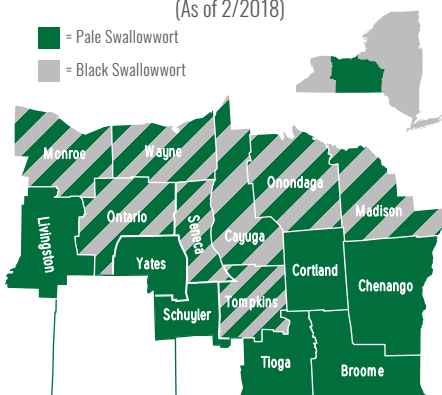 (As of 2/2018)
= Pale Swallowwort
= Black Swallowwort
Monroe
Wayne
Onondaga
Madison
Ontario
Seneca
Cayuga
Livingston
Yates
Cortland
Chenango
Schuyler
Tompkins
Tioga
Broome